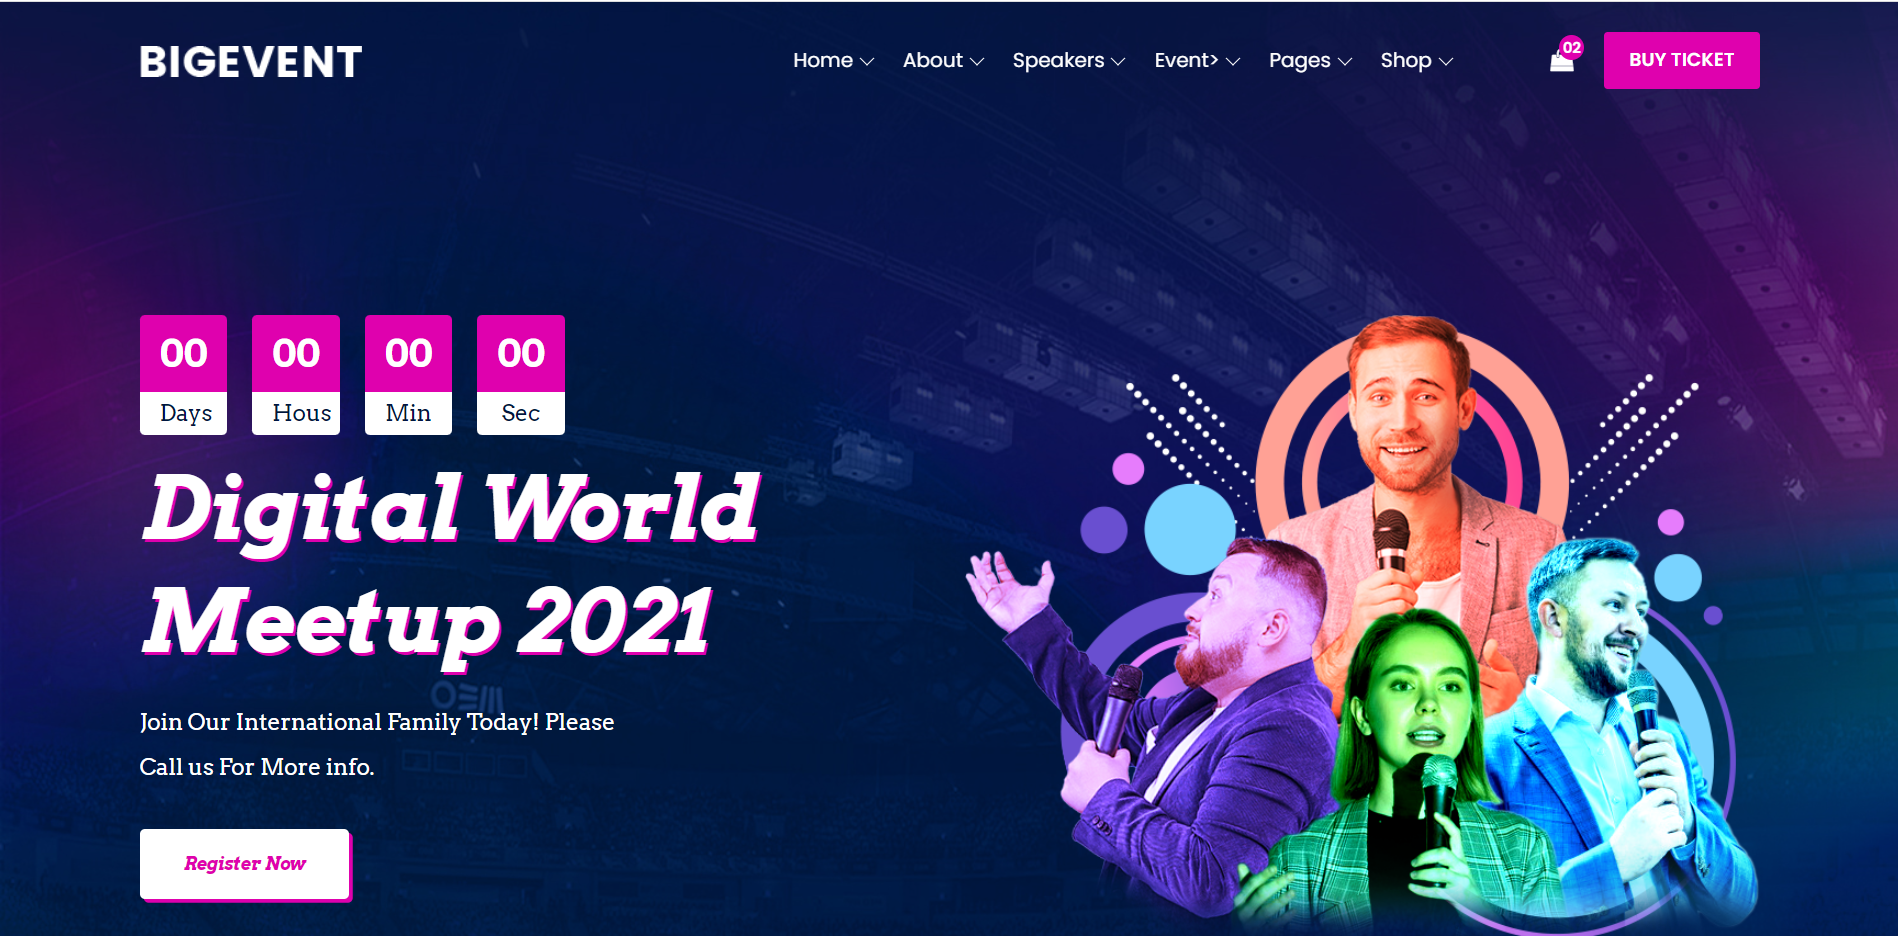 BIGEVENT
Home About Speakers Event> Pages Shop 02 BUY TICKET
00 00 00 00
Days Hous Min Sec
Digital World
Meetup 2021
Join Our International Family Today! Please
Call us For More info.
Register Now